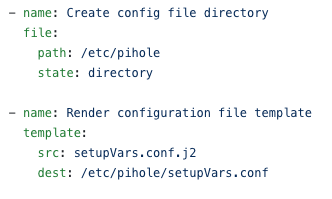 - name: Create config file directory
  file:
    path: /etc/pihole
    state: directory

- name: Render configuration file template
  template:
    src: setupVars.conf.j2
    dest: /etc/pihole/setupVars.conf